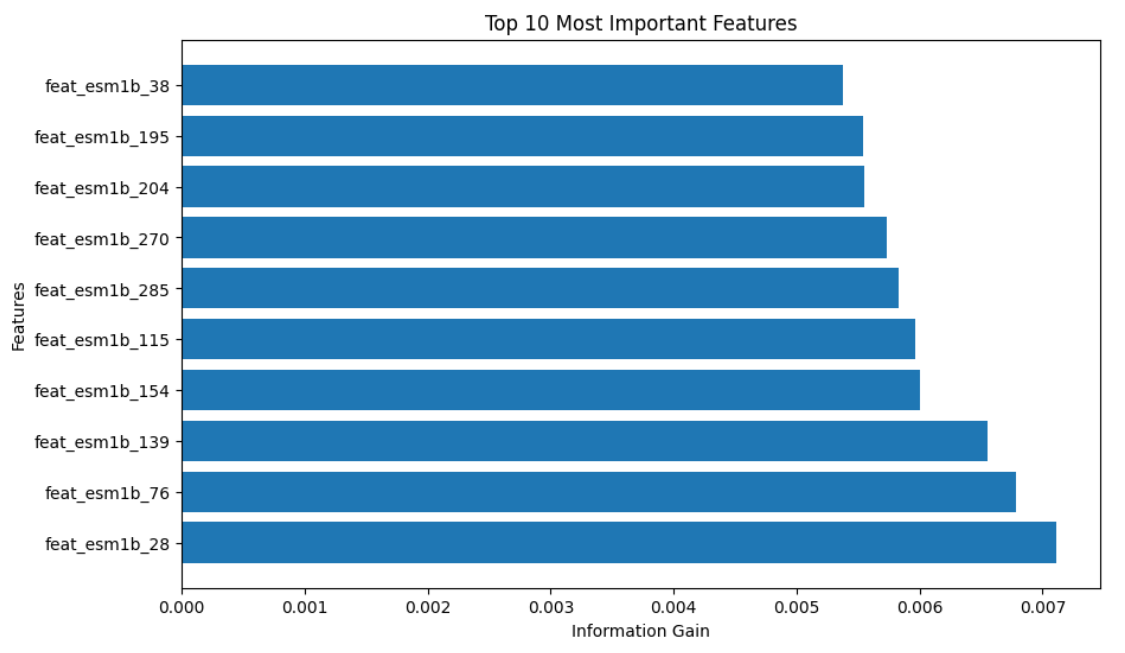 Top 10 Most Important Features
feat_esm1b_38
feat_esm1b_195
feat_esm1b_204
feat_esm1b_270
feat_esm1b_285
feat_esm1b_115
feat_esm1b_154
feat_esm1b_139
feat_esm1b_76
feat_esm1b_28
Features
0.000 0.001 0.002 0.003 0.004 0.005 0.006 0.007
Information Gain